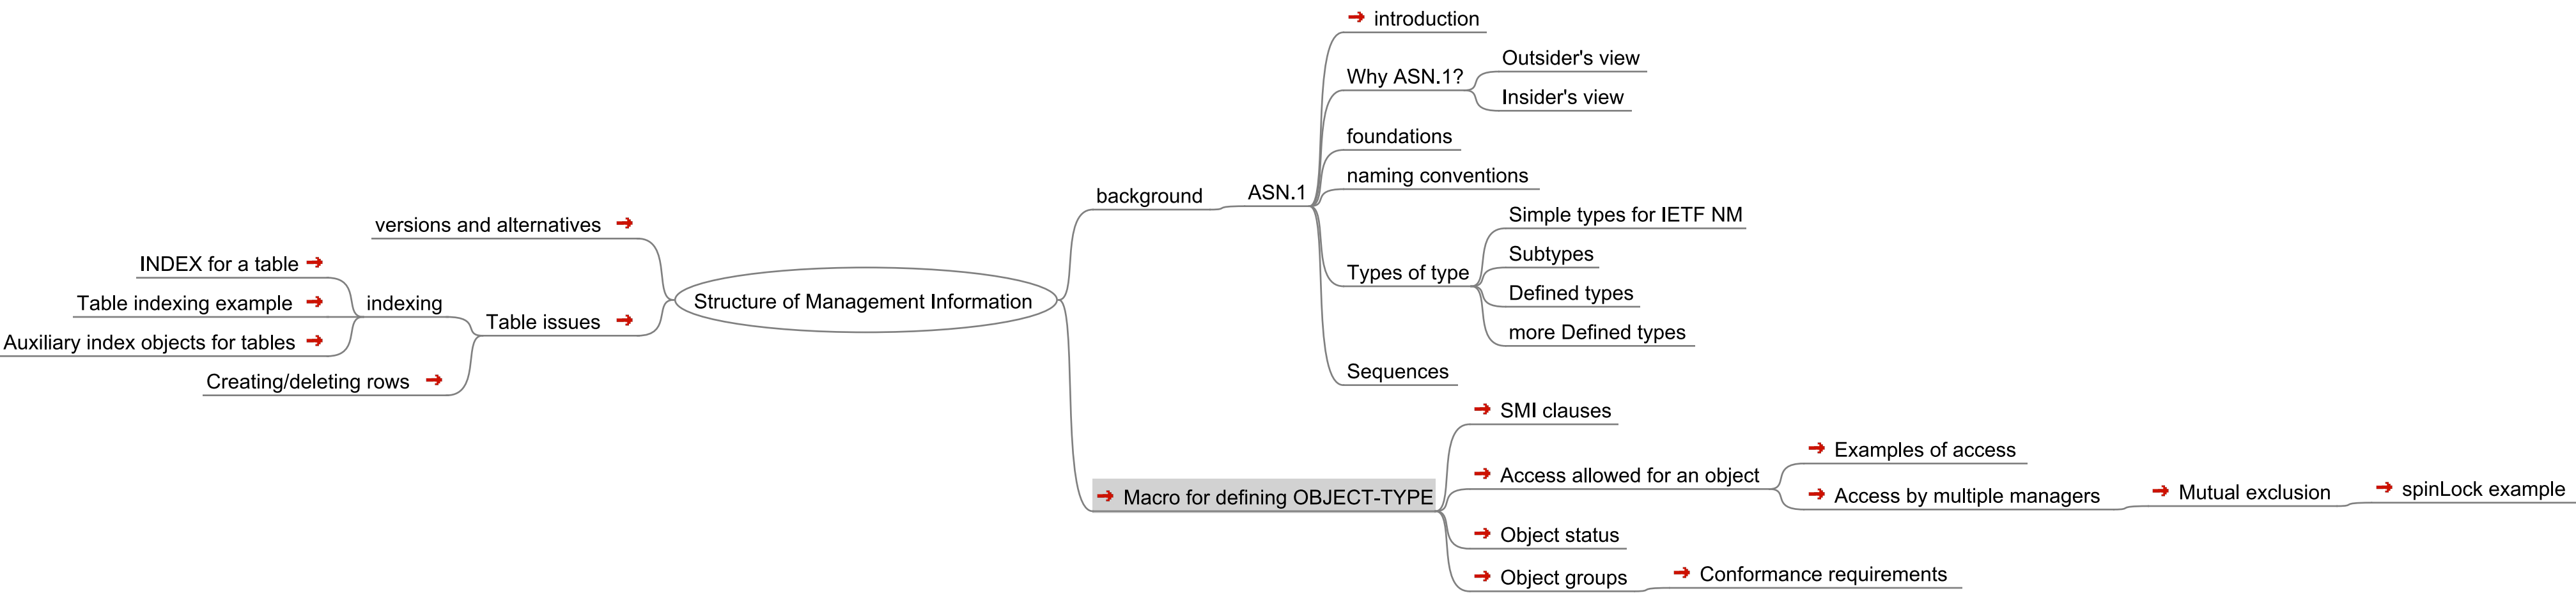 introduction
Outsider's view
Why ASN.1?
Insider's view
foundations
naming conventions
background
ASN.1
Simple types for IETF NM
Subtypes
Types of type
Defined types
more Defined types
Sequences
versions and alternatives
INDEX for a table
Table indexing example
indexing
Auxiliary index objects for tables
Table issues
Creating/deleting rows
Structure of Management Information
SMI clauses
Examples of access
Access allowed for an object
Macro for defining OBJECT-TYPE
Access by multiple managers
Mutual exclusion
spinLock example
Object status
Object groups
Conformance requirements